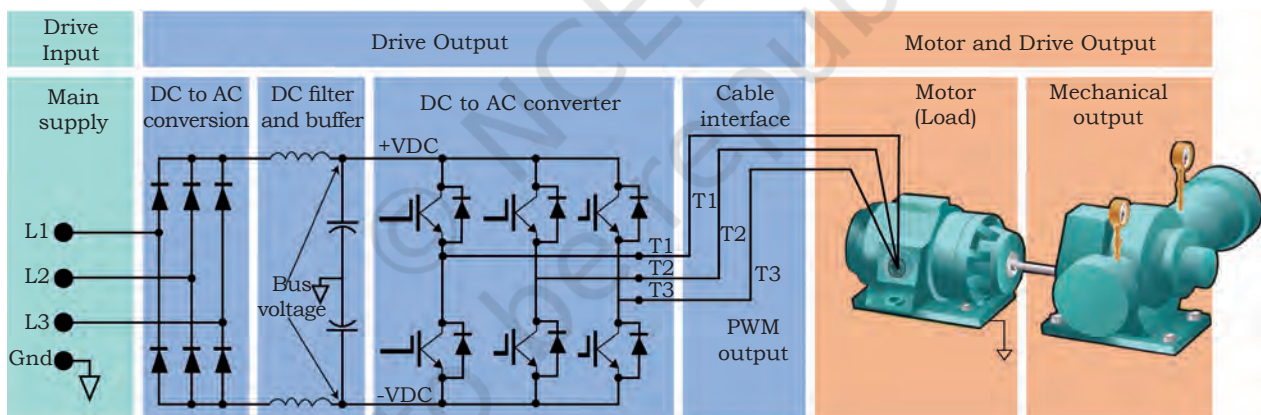 Drive
Input
Drive Output
Motor and Drive Output
Main
supply
DC to AC
conversion
DC filter
and buffer
DC to AC converter
Cable
interface
Motor
(Load)
Mechanical
output
+VDC
L1
L2
L3
Gnd
Bus
voltage
T1
T2
T3
T1
T2
T3
PWM
output
-VDC